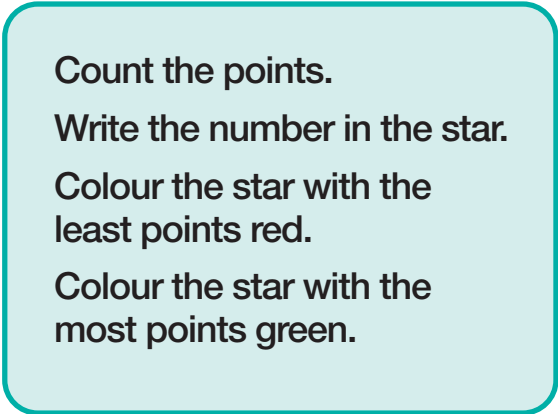 Count the points.
Write the number in the star.
Colour the star with the
least points red.
Colour the star with the
most points green.